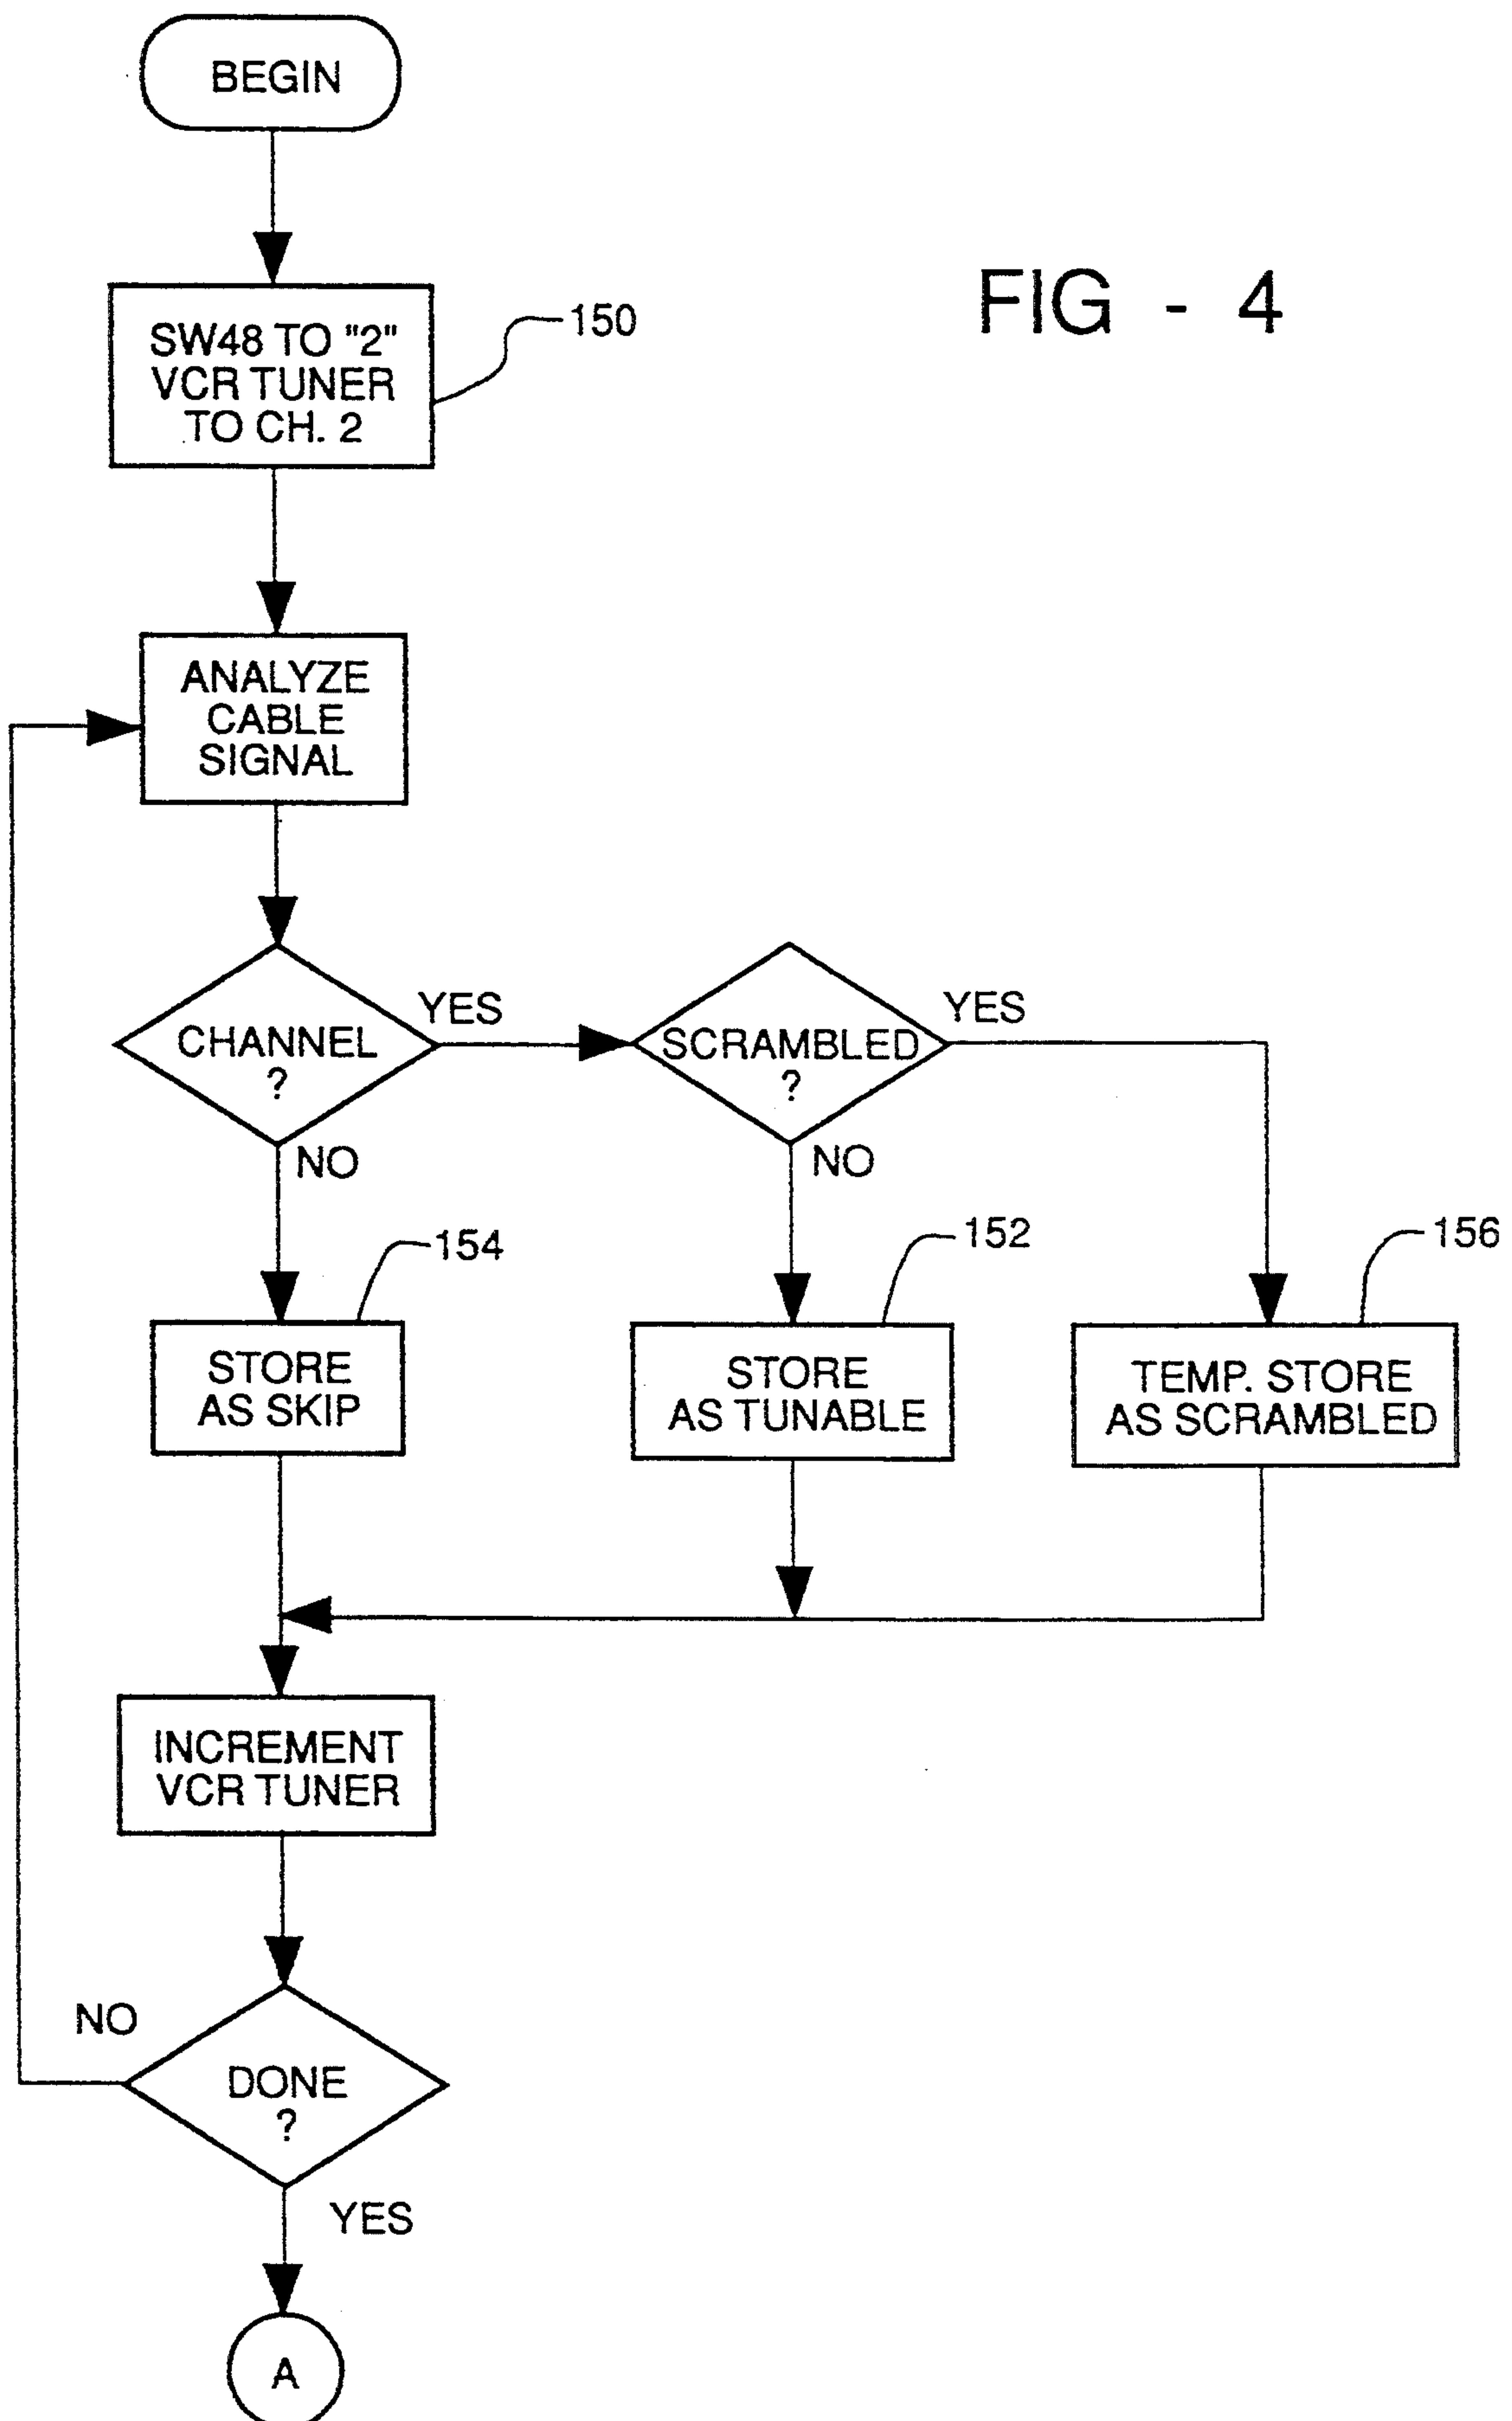 BEGIN
FIG - 4
SW48 TO "2"
VCR TUNER
TO CH. 2
150
ANALYZE
CABLE
SIGNAL
CHANNEL
?
YES
NO
SCRAMBLED
?
YES
NO
154
STORE
AS SKIP
152
STORE
AS TUNABLE
156
TEMP. STORE
AS SCRAMBLED
INCREMENT
VCR TUNER
NO
DONE
?
YES
A